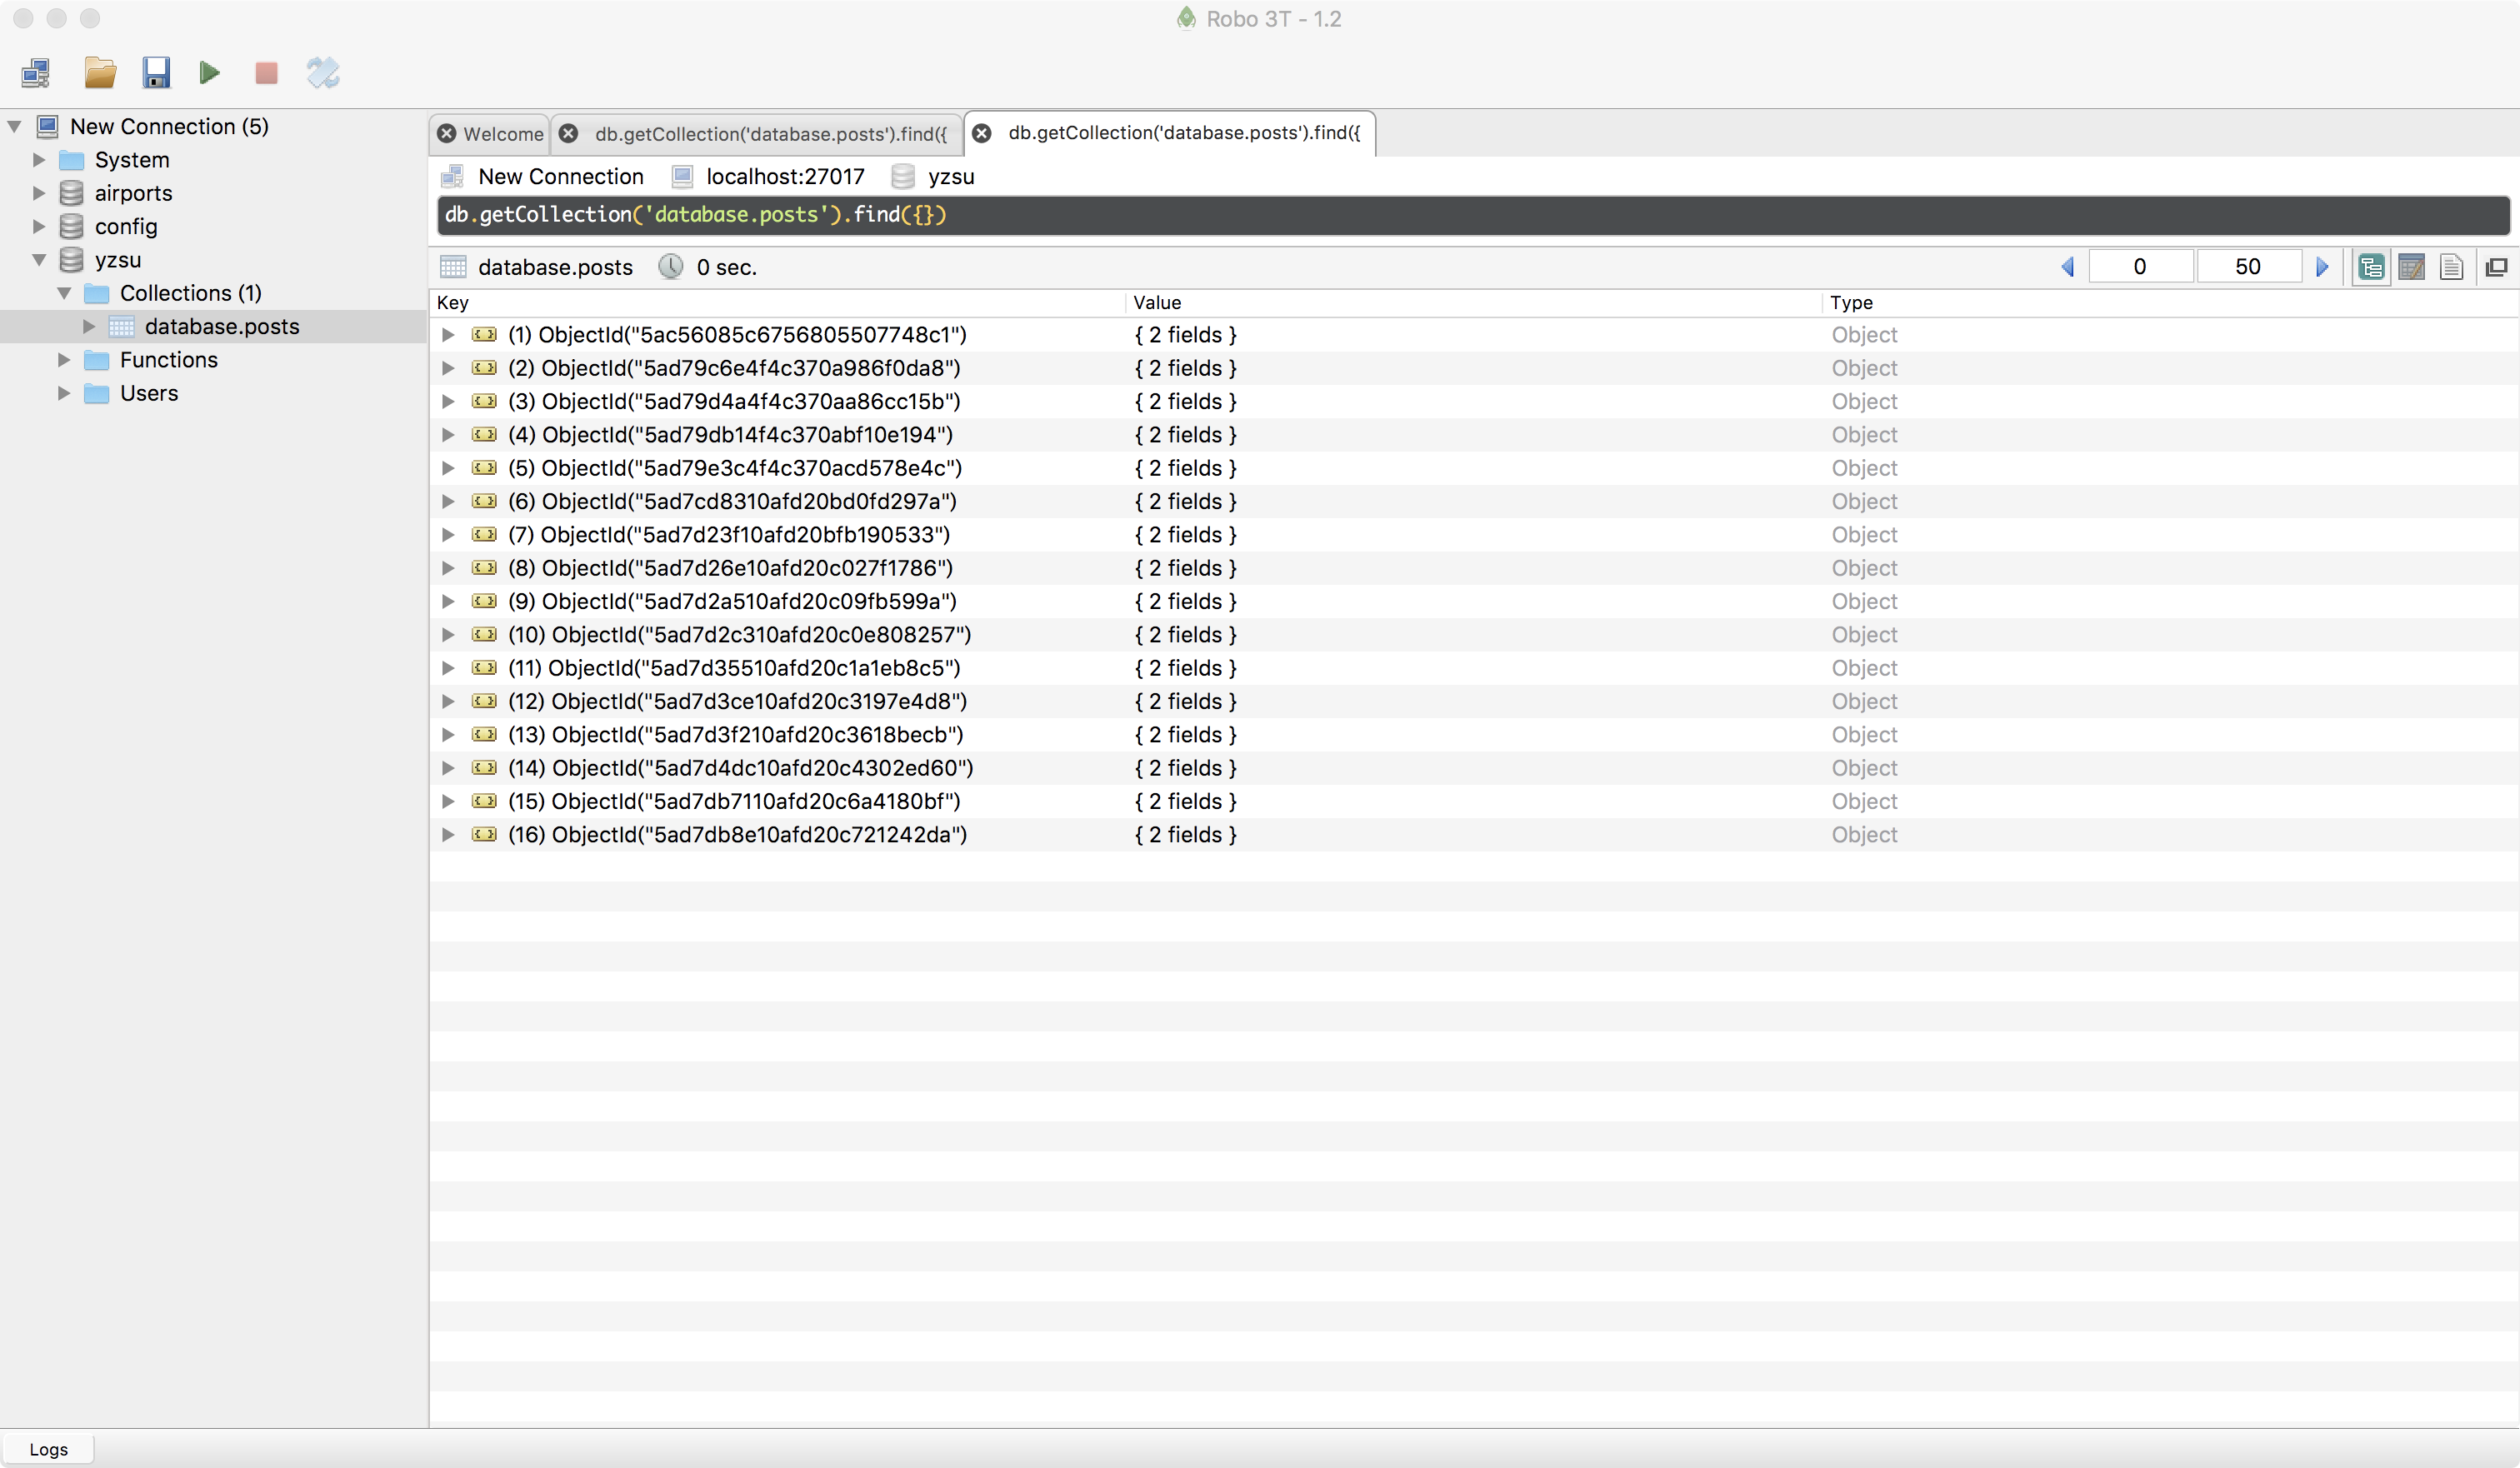 Robo 3T - 1.2
New Connection (5)
System
airports
config
yzsu
Collections (1)
database.posts
Functions
Users
Welcome
db.getCollection('database.posts').find({
db.getCollection('database.posts').find({
New Connection localhost:27017 yzsu
db.getCollection('database.posts').find({})
database.posts 0 sec. 0 50
Key Value Type
(1) ObjectId("5ac56085c6756805507748c1") { 2 fields } Object
(2) ObjectId("5ad79c6e4f4c370a986f0da8") { 2 fields } Object
(3) ObjectId("5ad79d4a4f4c370aa86cc15b") { 2 fields } Object
(4) ObjectId("5ad79db14f4c370abf10e194") { 2 fields } Object
(5) ObjectId("5ad79e3c4f4c370acd578e4c") { 2 fields } Object
(6) ObjectId("5ad7cd8310afd20bd0fd297a") { 2 fields } Object
(7) ObjectId("5ad7d23f10afd20bfb190533") { 2 fields } Object
(8) ObjectId("5ad7d26e10afd20c027f1786") { 2 fields } Object
(9) ObjectId("5ad7d2a510afd20c09fb599a") { 2 fields } Object
(10) ObjectId("5ad7d2c310afd20c0e808257") { 2 fields } Object
(11) ObjectId("5ad7d35510afd20c1a1eb8c5") { 2 fields } Object
(12) ObjectId("5ad7d3ce10afd20c3197e4d8") { 2 fields } Object
(13) ObjectId("5ad7d3f210afd20c3618becb") { 2 fields } Object
(14) ObjectId("5ad7d4dc10afd20c4302ed60") { 2 fields } Object
(15) ObjectId("5ad7db7110afd20c6a4180bf") { 2 fields } Object
(16) ObjectId("5ad7db8e10afd20c721242da") { 2 fields } Object
Logs